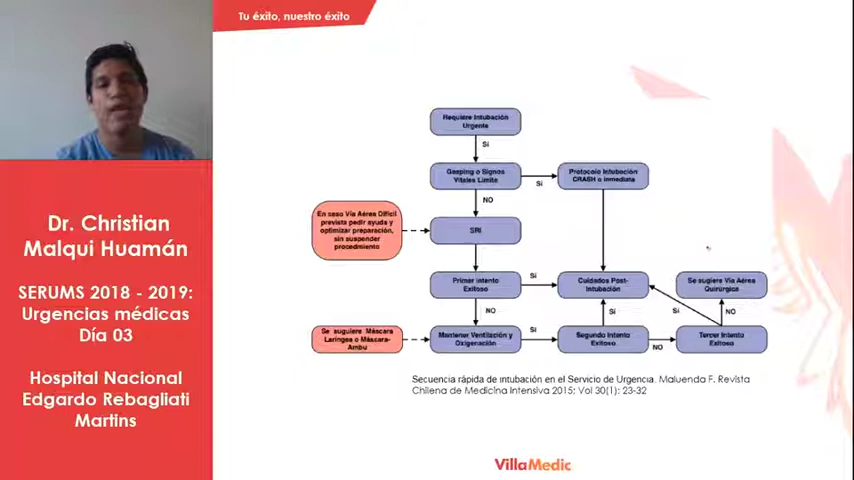 Tu éxito, nuestro éxito
Dr. Christian
Malqui Huamán
SERUMS 2018 - 2019:
Urgencias médicas
Día 03
Hospital Nacional
Edgardo Rebagliati
Martins
Requiere Intubación
Urgente
Si
Gasping o Signos
Vitales Limite
Si
Protocolo Intubación
CRASH o inmediata
NO
En caso Vía Aérea Difícil
prevista pedir ayuda y
optimizar preparación,
sin suspender
procedimiento
SRI
Primer intento
Exitoso
Si
Cuidados Post-
Intubación
Se sugiere Vía Aérea
Quirúrgica
NO
Si
Si
NO
Se suguiere Máscara
Laríngea o Máscara-
Ambu
Mantener Ventilación y
Oxigenación
Si
Segundo Intento
Exitoso
NO
Tercer Intento
Exitoso
Secuencia rápida de intubación en el Servicio de Urgencia. Maluenda F. Revista
Chilena de Medicina Intensiva 2015; Vol 30(1): 23-32
VillaMedic